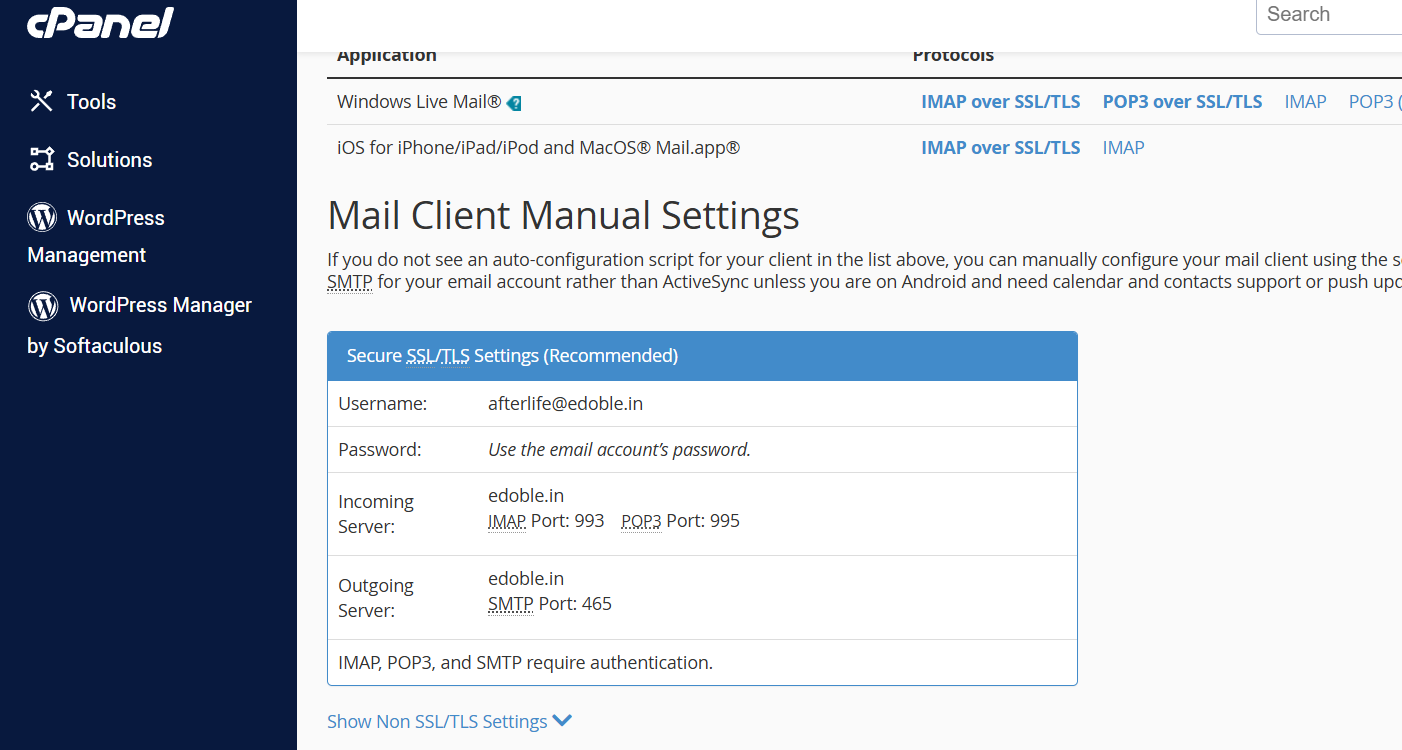 cPanel
Search
Tools
Solutions
WordPress
Management
WordPress Manager
by Softaculous
Application Protocols
Windows Live Mail® IMAP over SSL/TLS POP3 over SSL/TLS IMAP POP3 (
iOS for iPhone/iPad/iPod and MacOS® Mail.app® IMAP over SSL/TLS IMAP
Mail Client Manual Settings
If you do not see an auto-configuration script for your client in the list above, you can manually configure your mail client using the
SMTP for your email account rather than ActiveSync unless you are on Android and need calendar and contacts support or push
Secure SSL/TLS Settings (Recommended)
Username: afterlife@edoble.in
Password: Use the email account’s password.
Incoming
Server:
edoble.in
IMAP Port: 993 POP3 Port: 995
Outgoing
Server:
edoble.in
SMTP Port: 465
IMAP, POP3, and SMTP require authentication.
Show Non SSL/TLS Settings